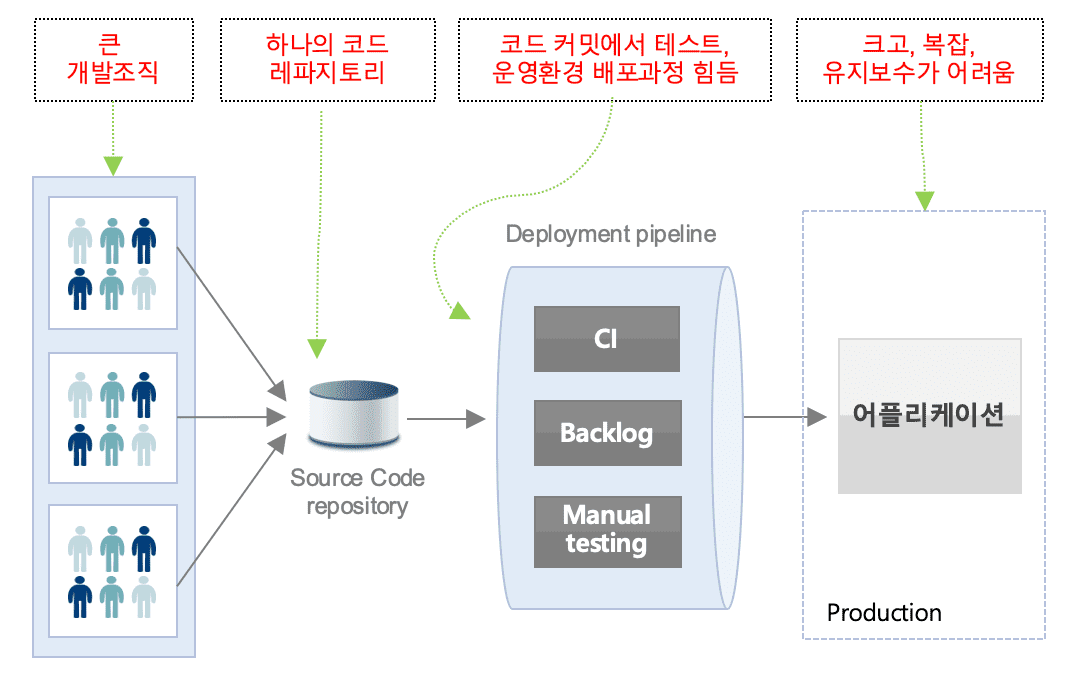 큰
개발조직
하나의 코드
레파지토리
코드 커밋에서 테스트,
운영환경 배포과정 힘듬
크고, 복잡,
유지보수가 어려움
Deployment pipeline
CI
Backlog
Manual
testing
Source Code
repository
어플리케이션
Production